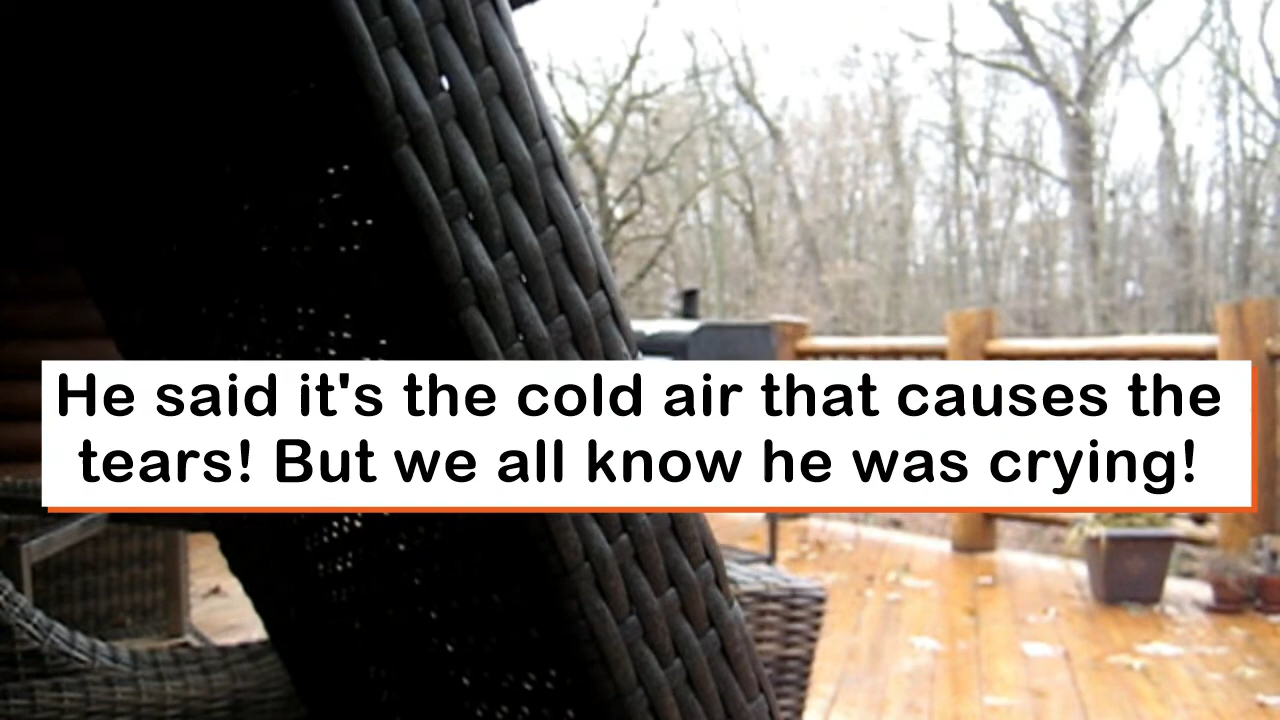 He said it's the cold air that causes the
tears! But we all know he was crying!